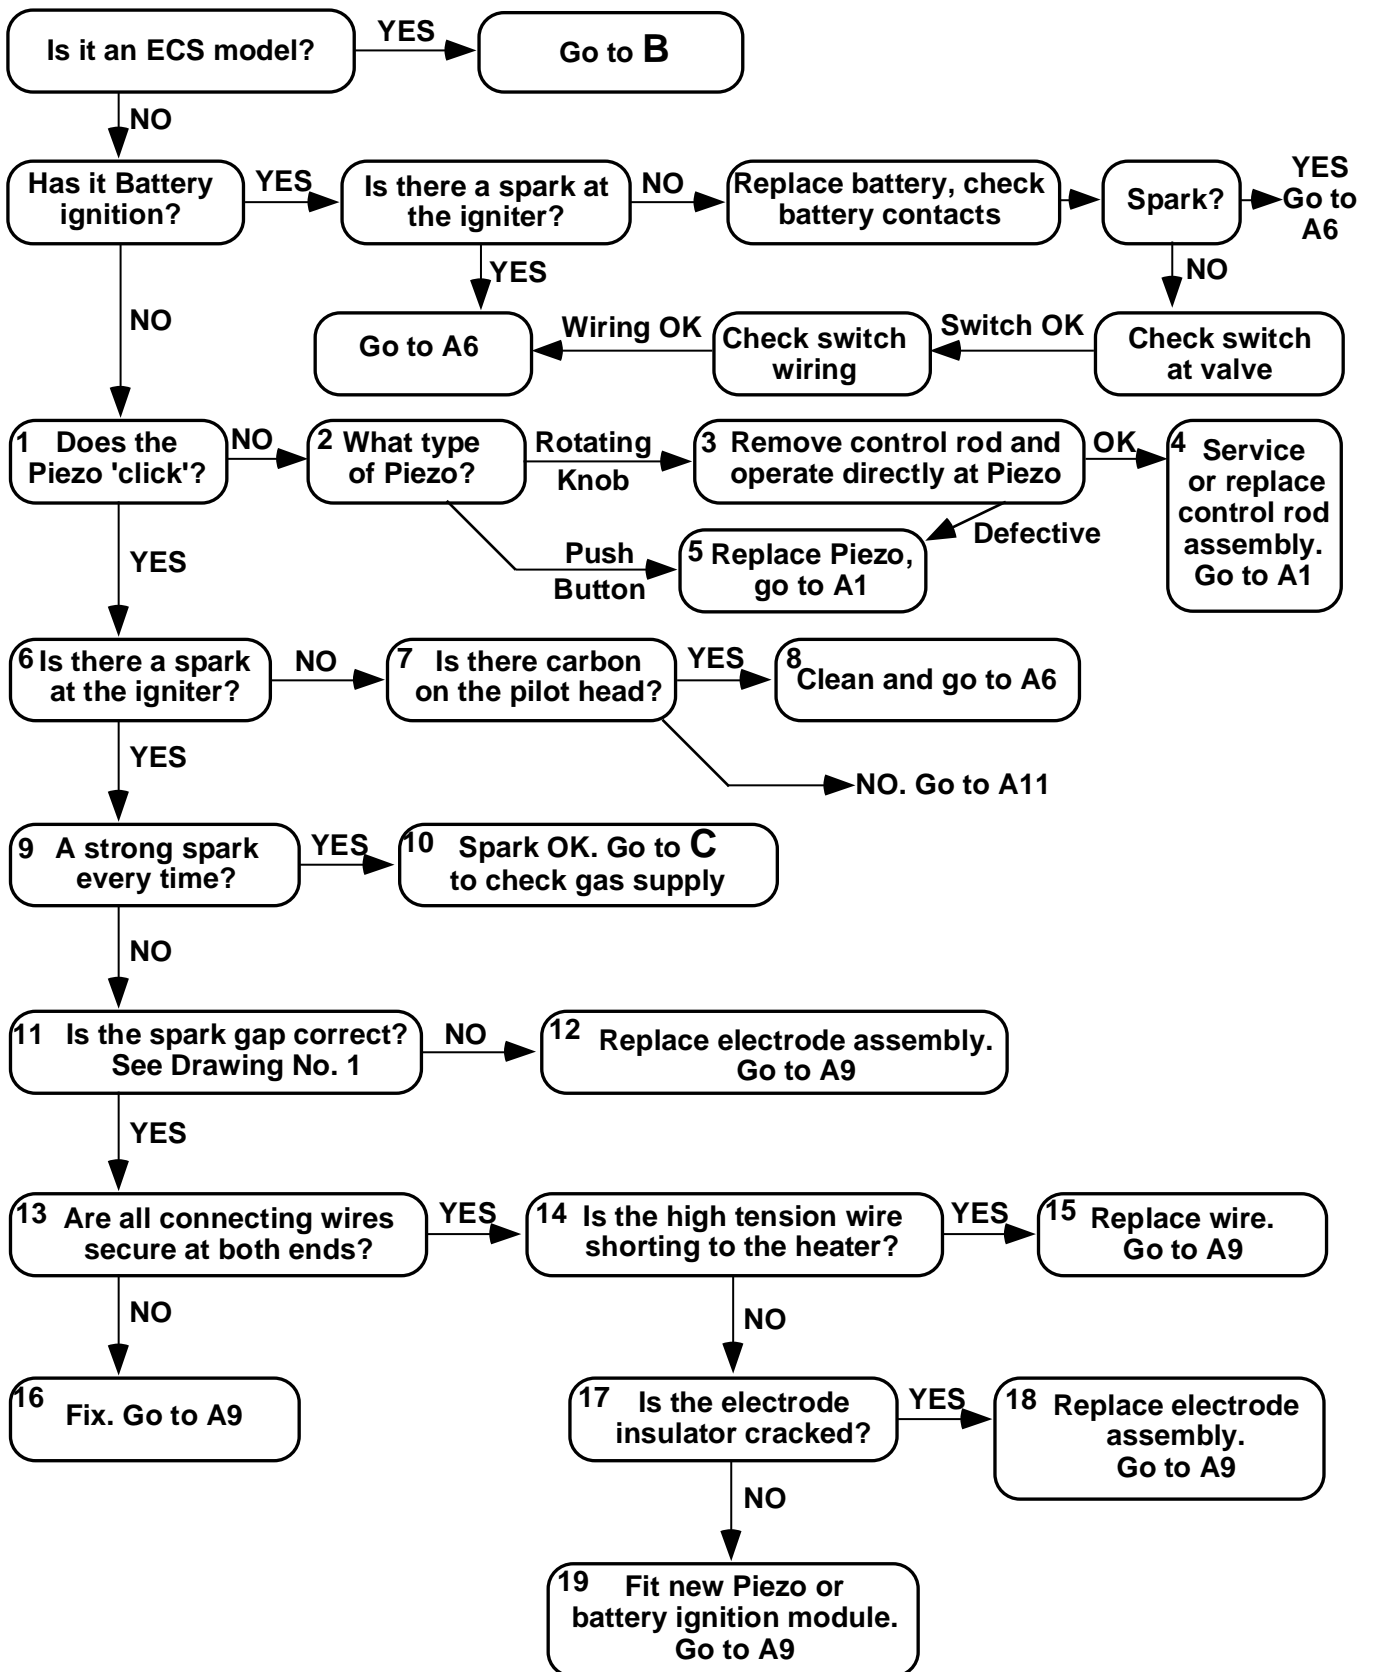 Is it an ECS model?
YES
Go to B
NO
Has it Battery
ignition?
YES
Is there a spark at
the igniter?
NO
Replace battery, check
battery contacts
Spark?
YES
Go to
A6
YES
NO
NO
Go to A6
Wiring OK
Check switch
wiring
Switch OK
Check switch
at valve
1 Does the
Piezo 'click'?
NO
2 What type
of Piezo?
Rotating
Knob
3 Remove control rod and
operate directly at Piezo
OK
4 Service
or replace
control rod
assembly.
Go to A1
Defective
YES
Push
Button
5 Replace Piezo,
go to A1
6 Is there a spark
at the igniter?
NO
7 Is there carbon
on the pilot head?
YES
8 Clean and go to A6
YES
NO. Go to A11
9 A strong spark
every time?
YES
10 Spark OK. Go to C
to check gas supply
NO
11 Is the spark gap correct?
See Drawing No. 1
NO
12 Replace electrode assembly.
Go to A9
YES
13 Are all connecting wires
secure at both ends?
YES
14 Is the high tension wire
shorting to the heater?
YES
15 Replace wire.
Go to A9
NO
NO
16 Fix. Go to A9
17 Is the electrode
insulator cracked?
YES
18 Replace electrode
assembly.
Go to A9
NO
19 Fit new Piezo or
battery ignition module.
Go to A9